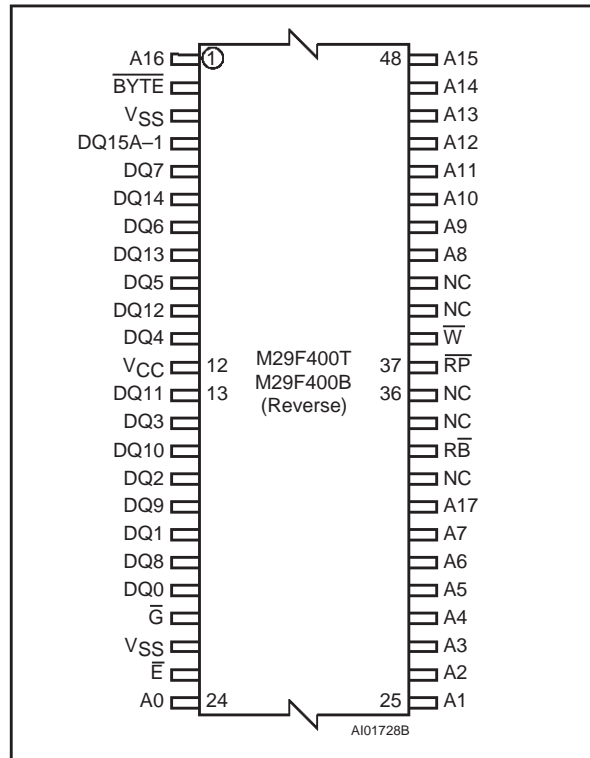 A16 1 48 A15
BYTE A14
VSS A13
DQ15A–1 A12
DQ7 A11
DQ14 A10
DQ6 A9
DQ13 A8
DQ5 NC
DQ12 NC
DQ4 W
VCC 12 M29F400T 37 RP
DQ11 13 M29F400B 36 NC
(Reverse)
DQ3 NC
DQ10 RB
DQ2 NC
DQ9 A17
DQ1 A7
DQ8 A6
DQ0 A5
G A4
VSS A3
E A2
A0 24 25 A1
AI01728B